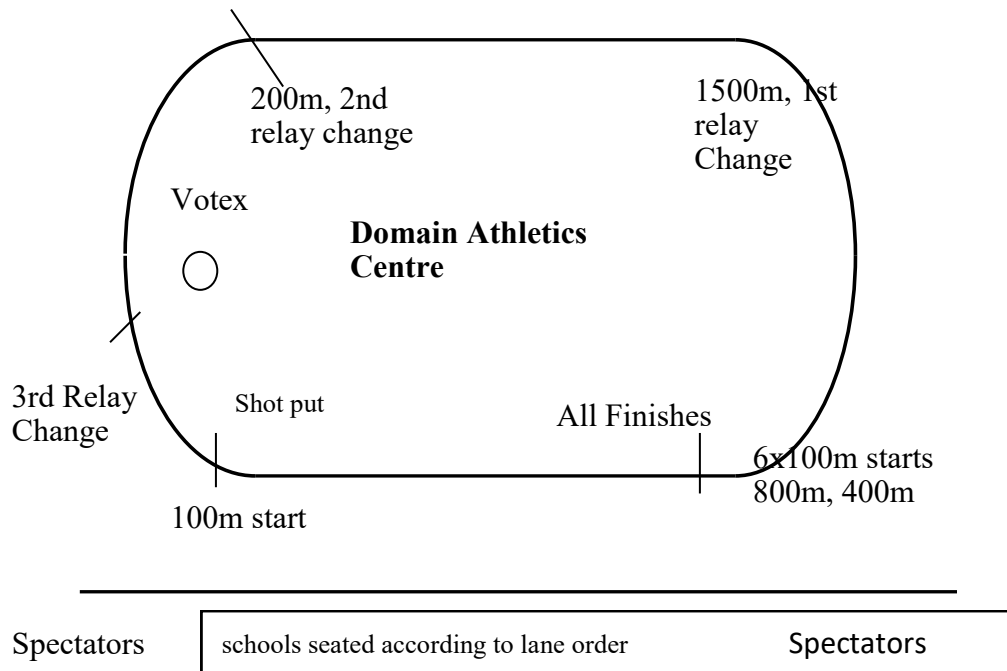 200m, 2nd
relay change
1500m, 1st
relay
Change
Votex
Domain Athletics
Centre
3rd Relay
Change
Shot put
All Finishes
6x100m starts
800m, 400m
100m start
Spectators
schools seated according to lane order
Spectators